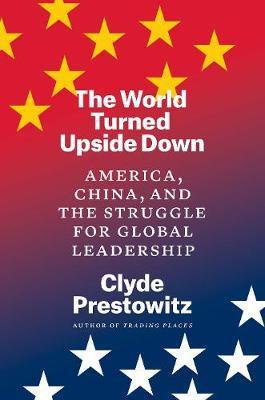 The World
Turned
Upside Down
AMERICA,
CHINA, AND
THE STRUGGLE
FOR GLOBAL
LEADERSHIP
Clyde
Prestowitz
AUTHOR OF TRADING PLACES